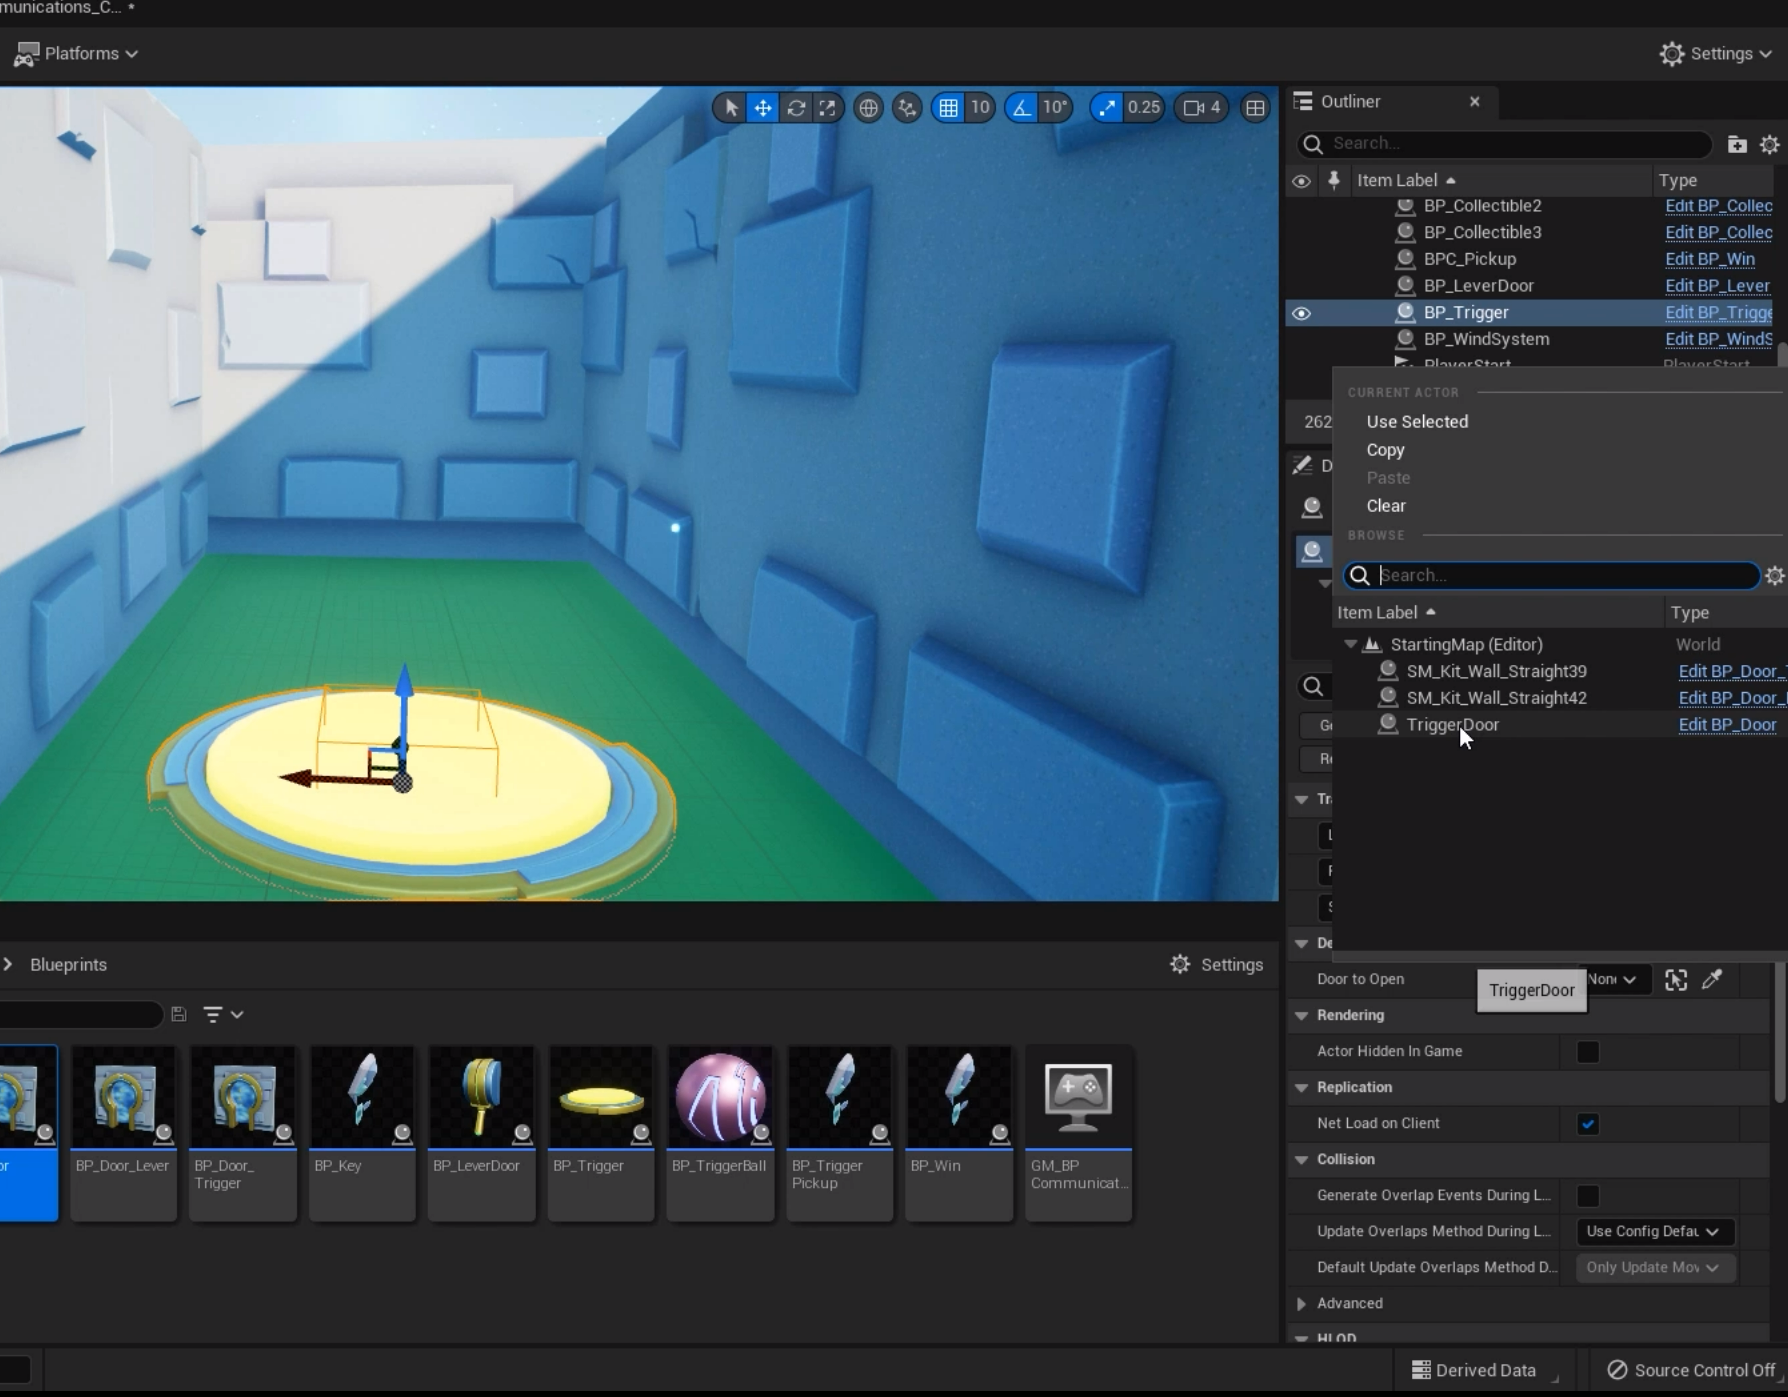 munications_C... *
Platforms
Settings
10
10°
0.25
4
Outliner
Search...
Item Label
Type
BP_Collectible2
Edit BP_Collec
BP_Collectible3
Edit BP_Collec
BPC_Pickup
Edit BP_Win
BP_LeverDoor
Edit BP_Lever
BP_Trigger
Edit BP_Trigge
BP_WindSystem
Edit BP_WindS
PlayerStart
PlayerStart
CURRENT ACTOR
262
Use Selected
Copy
D
Paste
Clear
BROWSE
Search...
Item Label
Type
StartingMap (Editor)
World
SM_Kit_Wall_Straight39
Edit BP_Door_
SM_Kit_Wall_Straight42
Edit BP_Door_
TriggerDoor
Edit BP_Door
Ge
Re
Tra
De
Door to Open
TriggerDoor
None
Rendering
Actor Hidden In Game
Replication
Net Load on Client
Collision
Generate Overlap Events During L...
Update Overlaps Method During L...
Use Config Defau
Default Update Overlaps Method D...
Only Update Mov
Advanced
HLOD
Blueprints
Settings
or
BP_Door_Lever
BP_Door_
Trigger
BP_Key
BP_LeverDoor
BP_Trigger
BP_TriggerBall
BP_Trigger
Pickup
BP_Win
GM_BP
Communicat...
Derived Data
Source Control Off